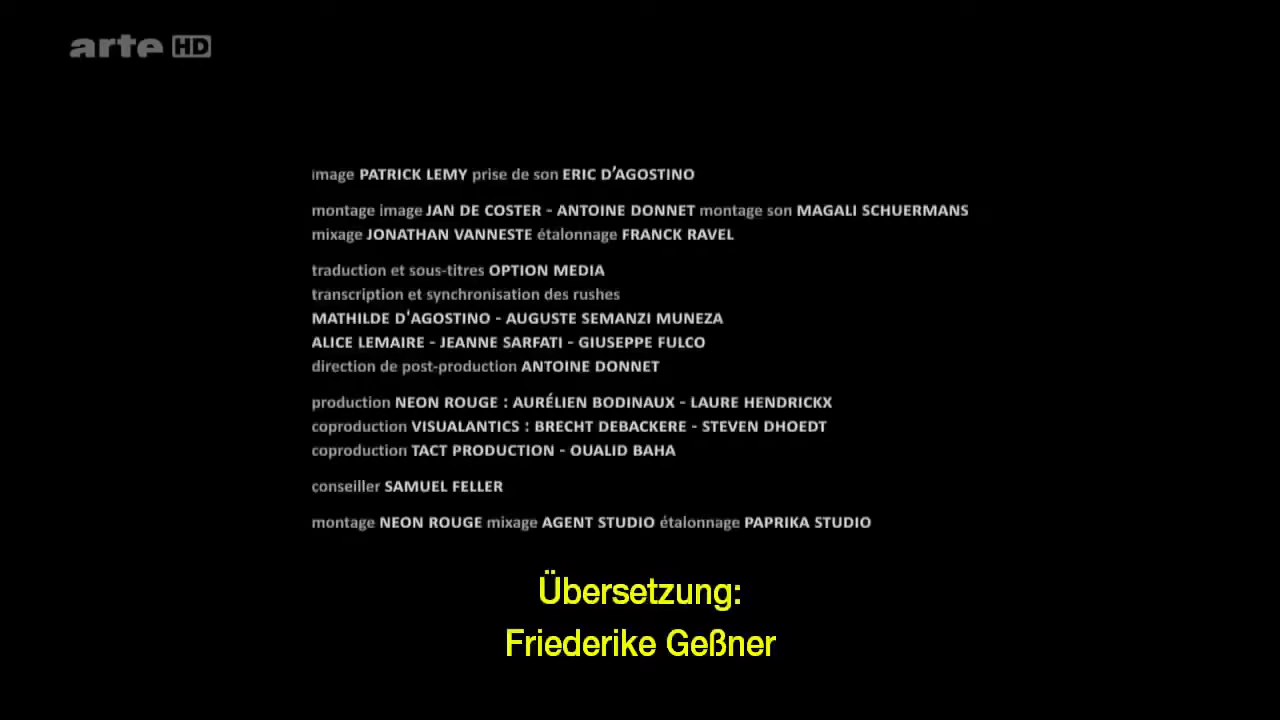 arte HD
image PATRICK LEMY prise de son ERIC D'AGOSTINO
montage image JAN DE COSTER - ANTOINE DONNET montage son MAGALI SCHUERMANS
mixage JONATHAN VANNESTE étalonnage FRANCK RAVEL
traduction et sous-titres OPTION MEDIA
transcription et synchronisation des rushes
MATHILDE D'AGOSTINO - AUGUSTE SEMANZI MUNEZA
ALICE LEMAIRE - JEANNE SARFATI - GIUSEPPE FULCO
direction de post-production ANTOINE DONNET
production NEON ROUGE : AURÉLIEN BODINAUX - LAURE HENDRICKX
coproduction VISUALANTICS : BRECHT DEBACKERE - STEVEN DHOEDT
coproduction TACT PRODUCTION - OUALID BAHA
conseiller SAMUEL FELLER
montage NEON ROUGE mixage AGENT STUDIO étalonnage PAPRIKA STUDIO
Übersetzung:
Friederike Geßner